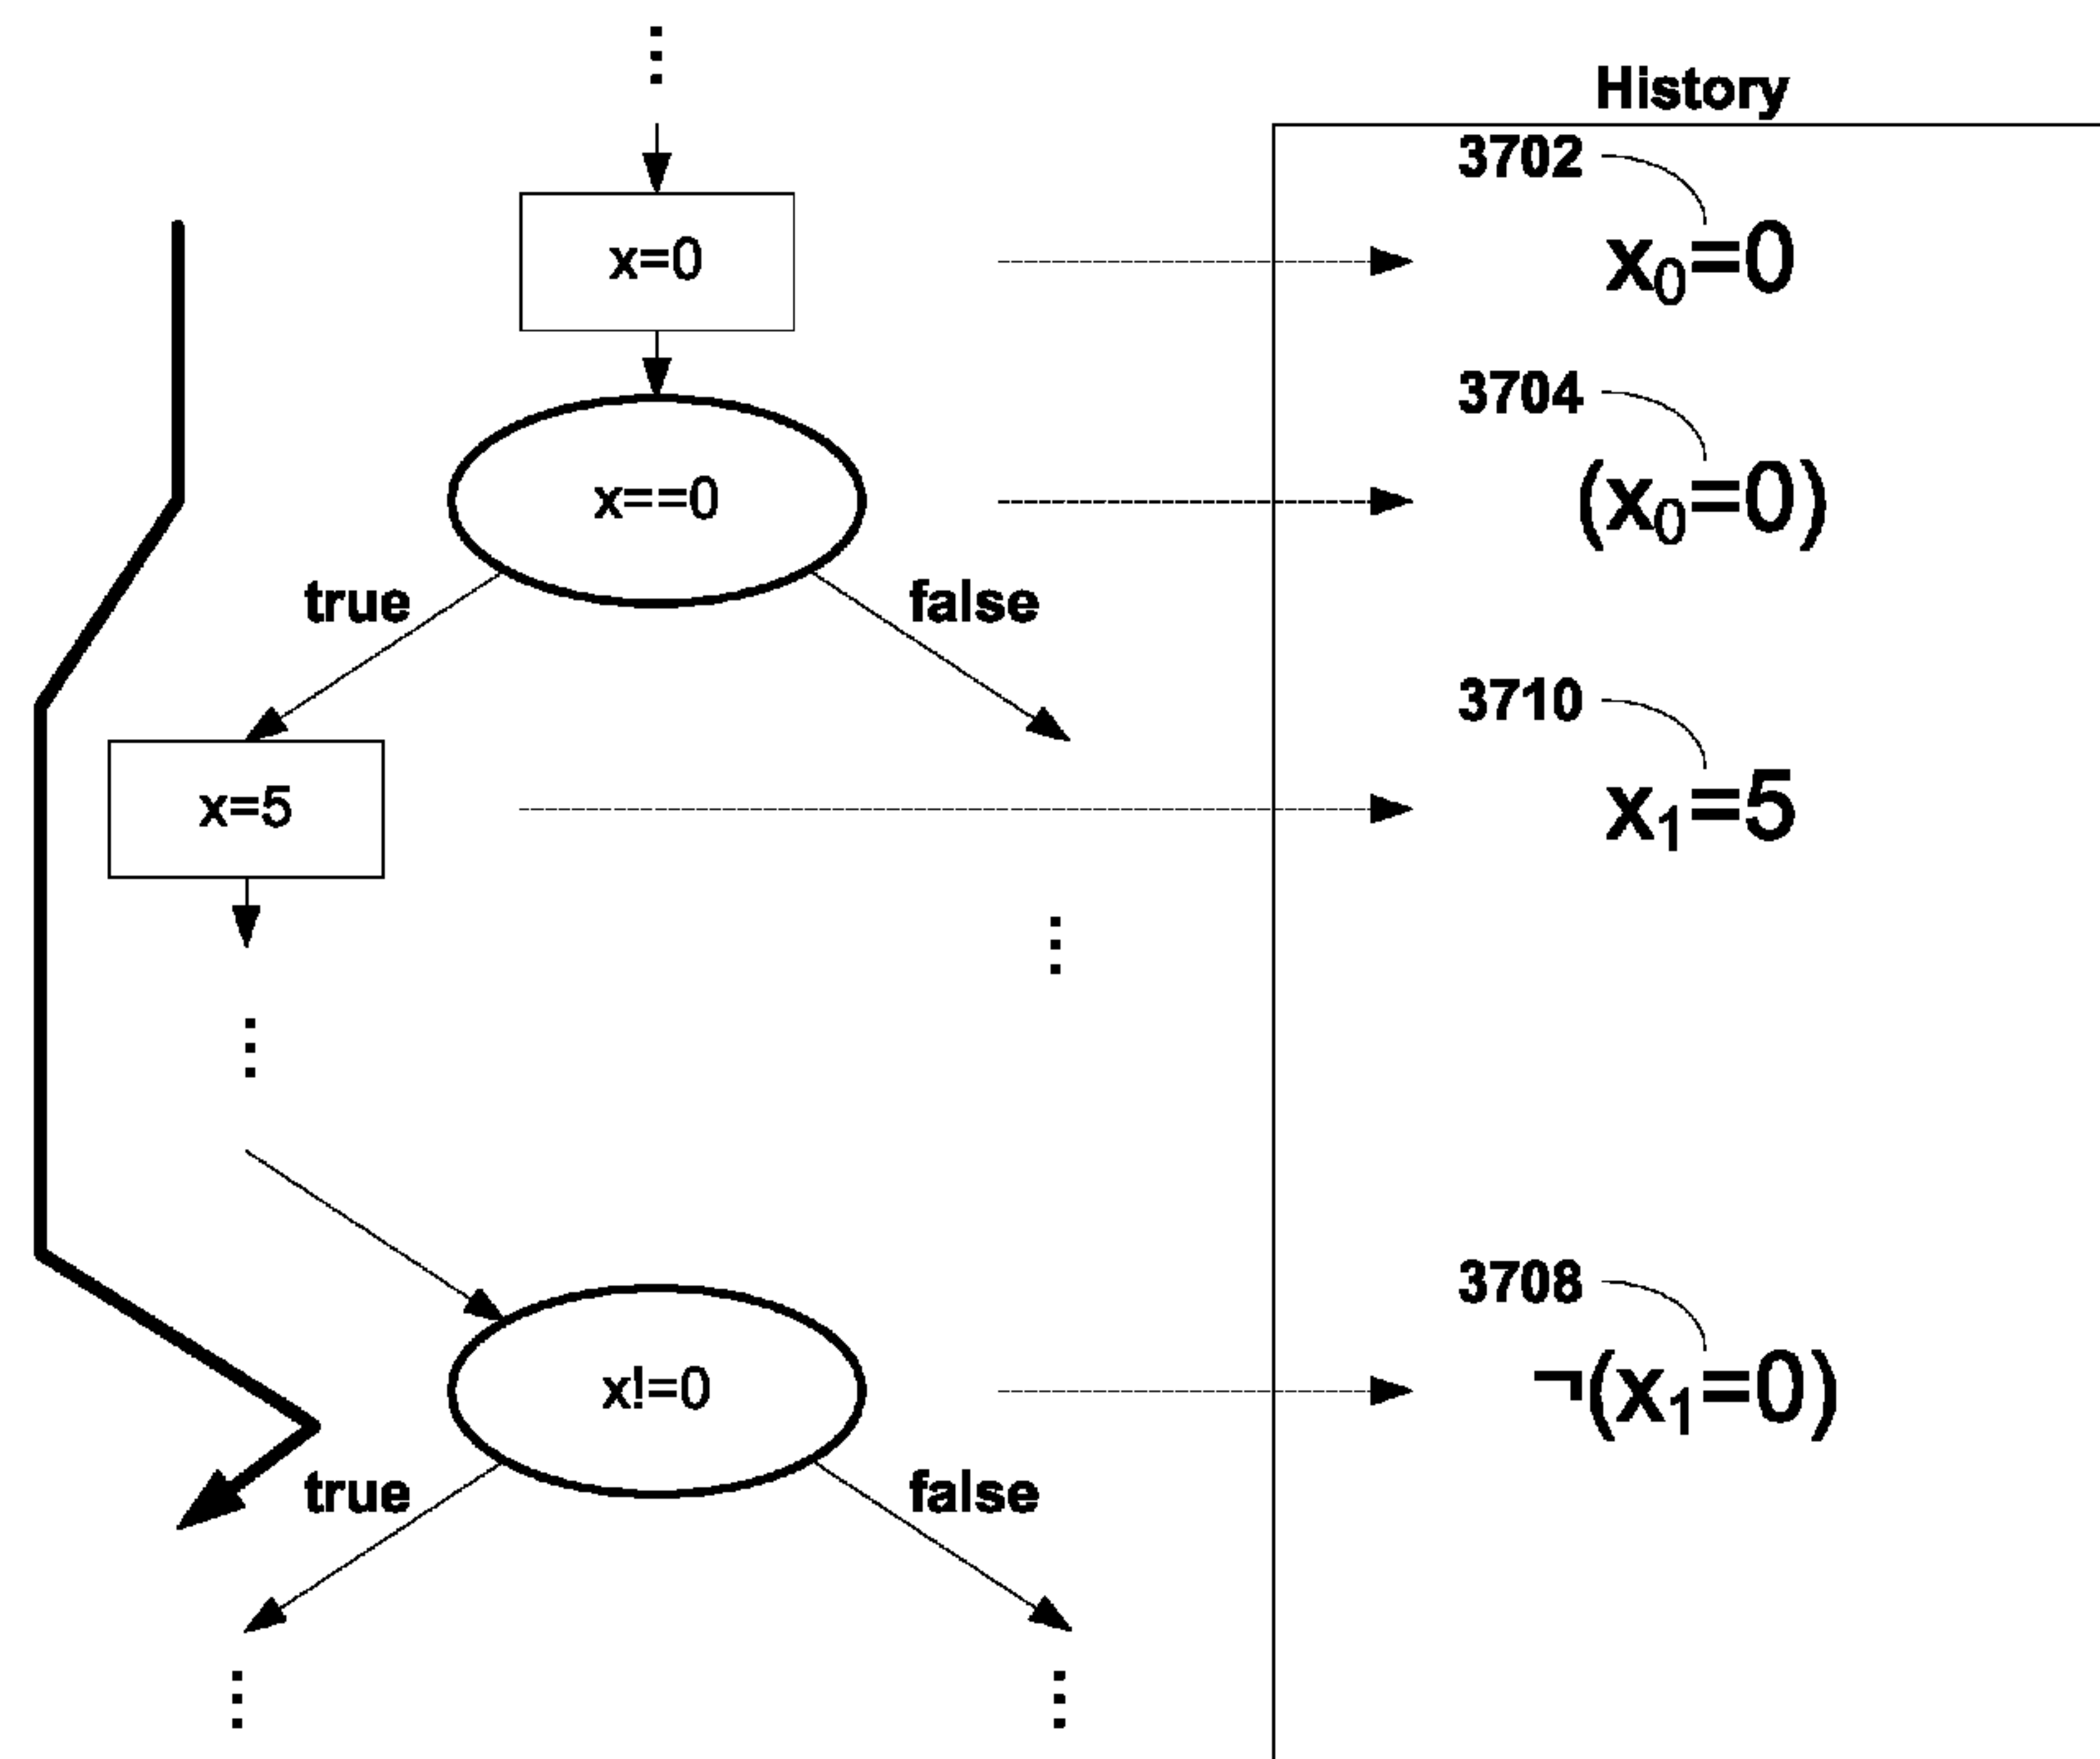 History
3702
x=0
x₀=0
3704
x==0
(x₀=0)
true
false
3710
x=5
x₁=5
3708
x!=0
¬(x₁=0)
true
false